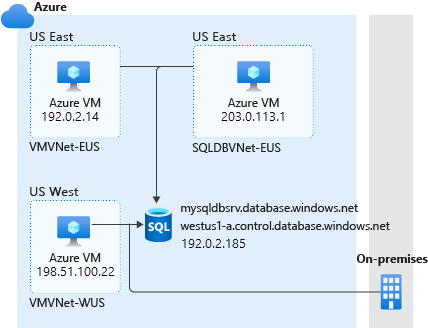 Azure
US East
Azure VM
192.0.2.14
VMVNet-EUS
US East
Azure VM
203.0.113.1
SQLDBVNet-EUS
US West
Azure VM
198.51.100.22
VMVNet-WUS
SQL
mysqldbsrv.database.windows.net
westus1-a.control.database.windows.net
192.0.2.185
On-premises